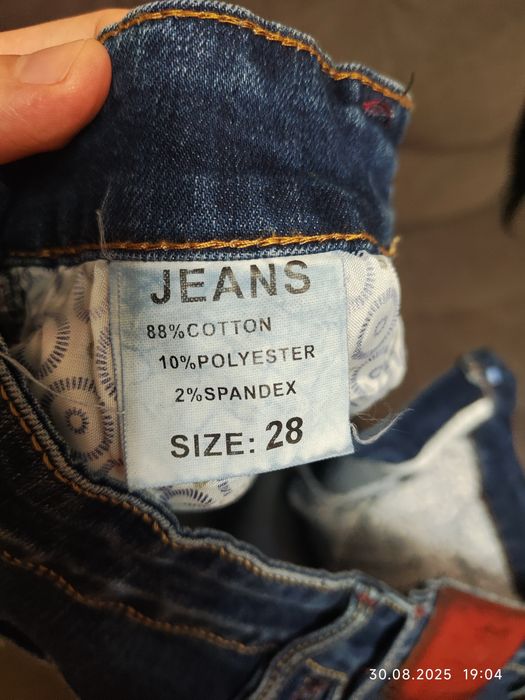 JEANS
88%COTTON
10%POLYESTER
2%SPANDEX
SIZE: 28
30.08.2025 19:04